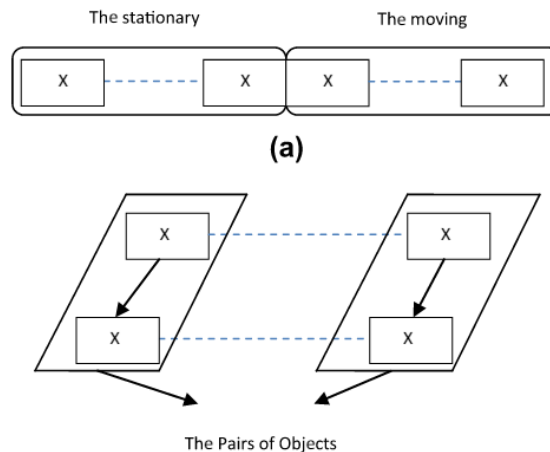 The stationary The moving
X X X X
(a)
X X
X X
The Pairs of Objects